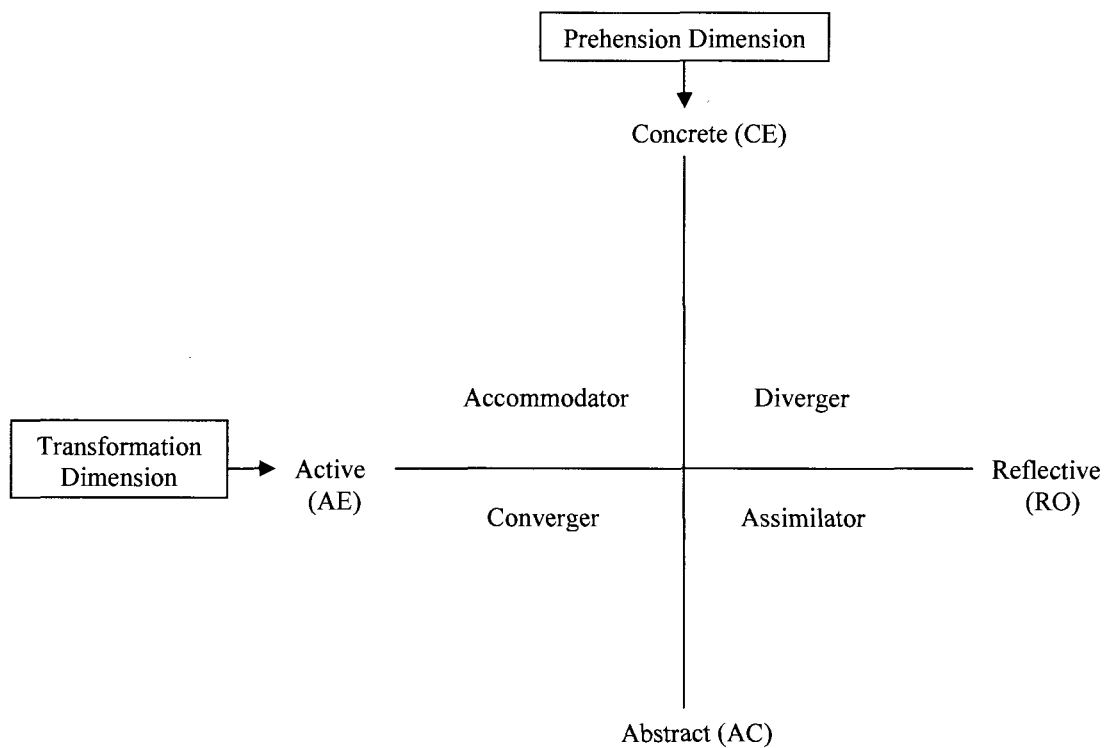 Prehension Dimension
Concrete (CE)
Accommodator
Diverger
Transformation
Dimension
Active
(AE)
Reflective
(RO)
Converger
Assimilator
Abstract (AC)